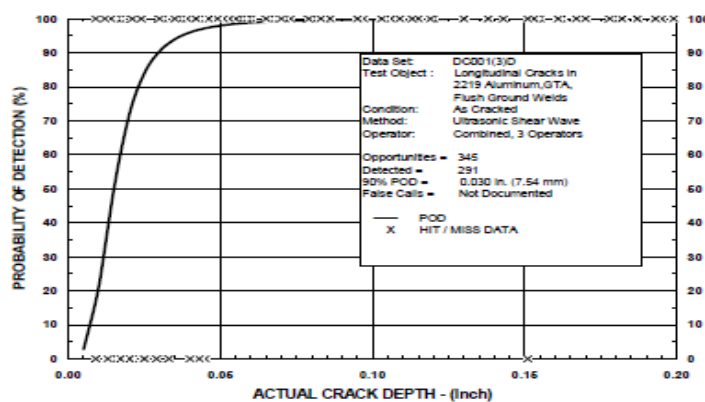 PROBABILITY OF DETECTION (%)
100
90
80
70
60
50
40
30
20
10
0
Data Set: DC001(3)D
Test Object : Longitudinal Cracks in
2219 Aluminum,GTA,
Flush Ground Welds
Condition: As Cracked
Method: Ultrasonic Shear Wave
Operator: Combined, 3 Operators
Opportunities = 345
Detected = 291
90% POD = 0.030 in. (7.54 mm)
False Calls = Not Documented
POD
X HIT / MISS DATA
100
90
80
70
60
50
40
30
20
10
0
0.00 0.05 0.10 0.15 0.20
ACTUAL CRACK DEPTH - (Inch)